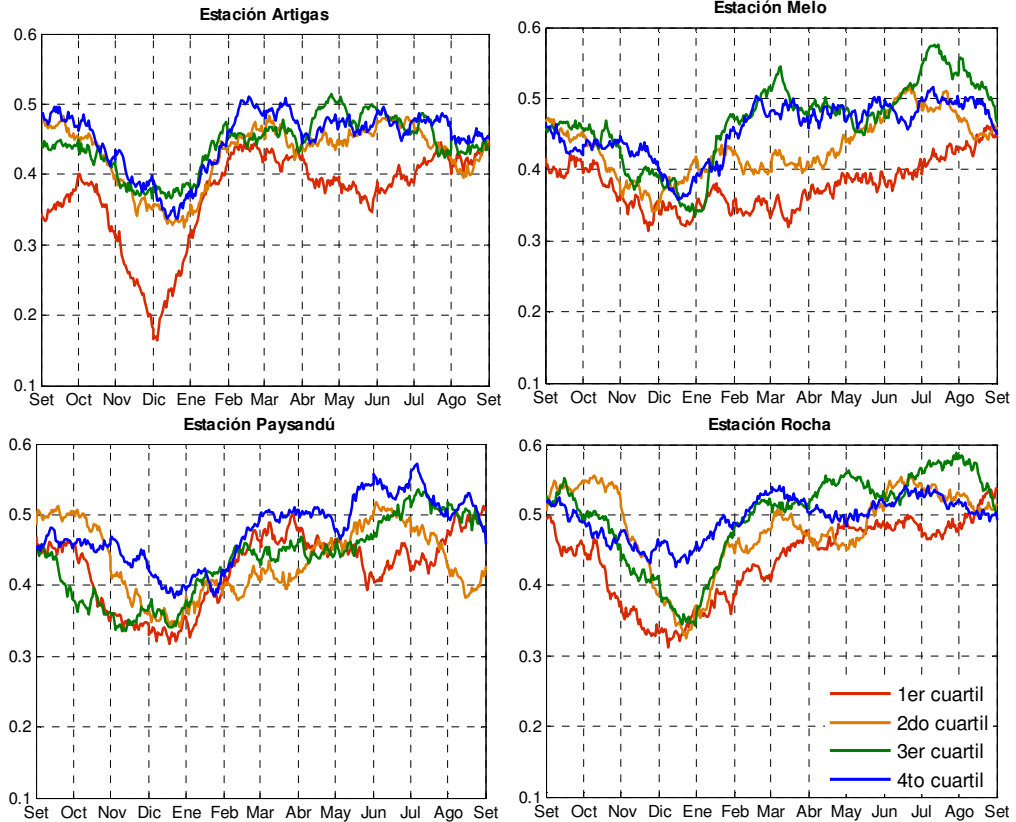 Estación Artigas
0.6
0.5
0.4
0.3
0.2
0.1
Set Oct Nov Dic Ene Feb Mar Abr May Jun Jul Ago Set
Estación Melo
0.6
0.5
0.4
0.3
0.2
0.1
Set Oct Nov Dic Ene Feb Mar Abr May Jun Jul Ago Set
Estación Paysandú
0.6
0.5
0.4
0.3
0.2
0.1
Set Oct Nov Dic Ene Feb Mar Abr May Jun Jul Ago Set
Estación Rocha
0.6
0.5
0.4
0.3
0.2
0.1
Set Oct Nov Dic Ene Feb Mar Abr May Jun Jul Ago Set
1er cuartil
2do cuartil
3er cuartil
4to cuartil